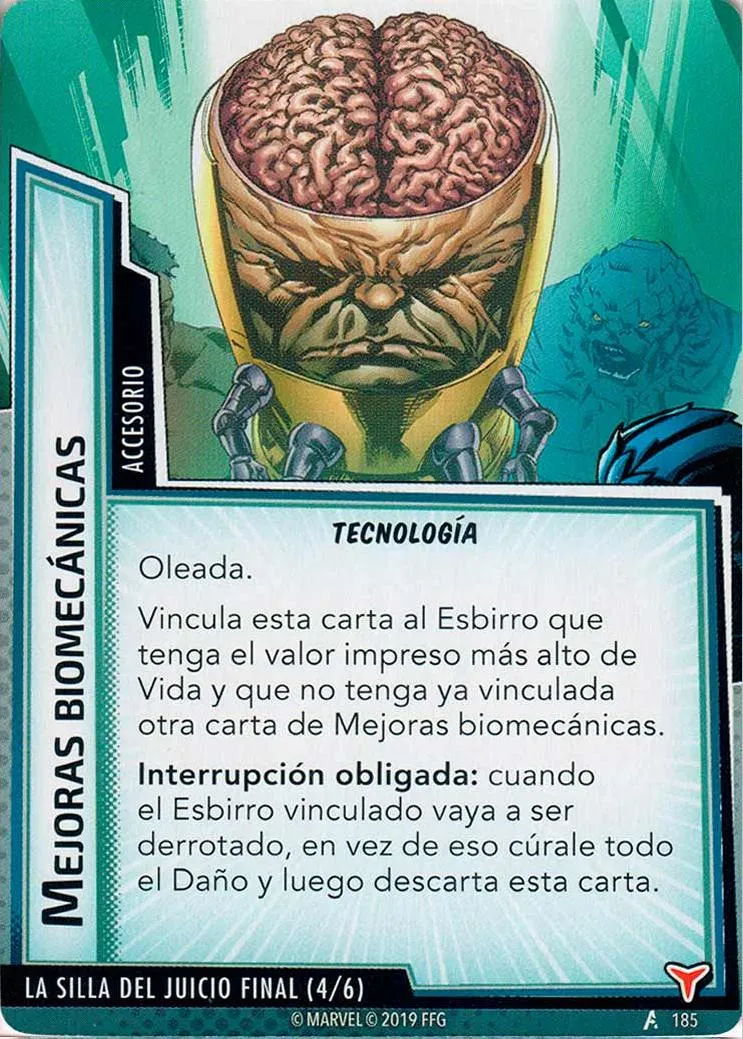 ACCESORIO
MEJORAS BIOMECÁNICAS
TECNOLOGÍA
Oleada.
Vincula esta carta al Esbirro que
tenga el valor impreso más alto de
Vida y que no tenga ya vinculada
otra carta de Mejoras biomecánicas.
Interrupción obligada: cuando
el Esbirro vinculado vaya a ser
derrotado, en vez de eso cúrale todo
el Daño y luego descarta esta carta.
LA SILLA DEL JUICIO FINAL (4/6)
© MARVEL © 2019 FFG
185